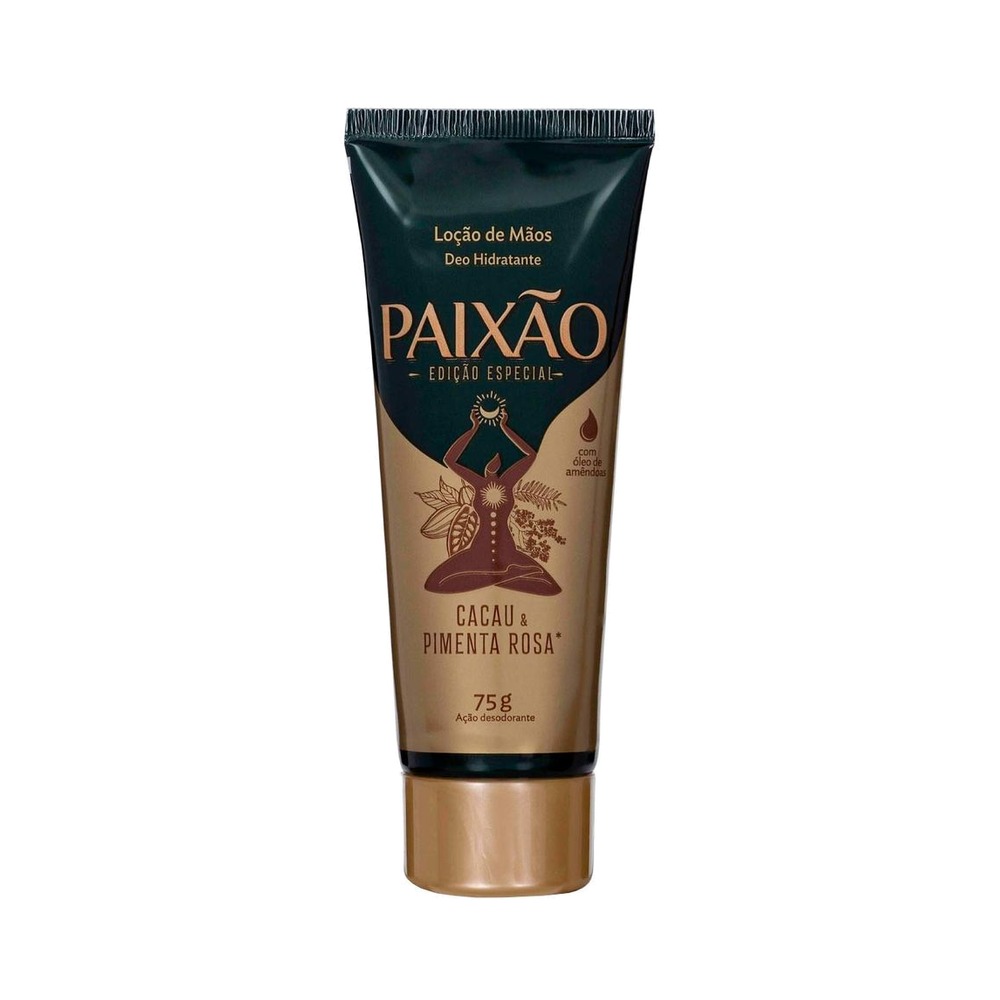 Loção de Mãos
Deo Hidratante
PAIXÃO
EDIÇÃO ESPECIAL
com
óleo de
amêndoas
CACAU &
PIMENTA ROSA*
75g
Ação desodorante